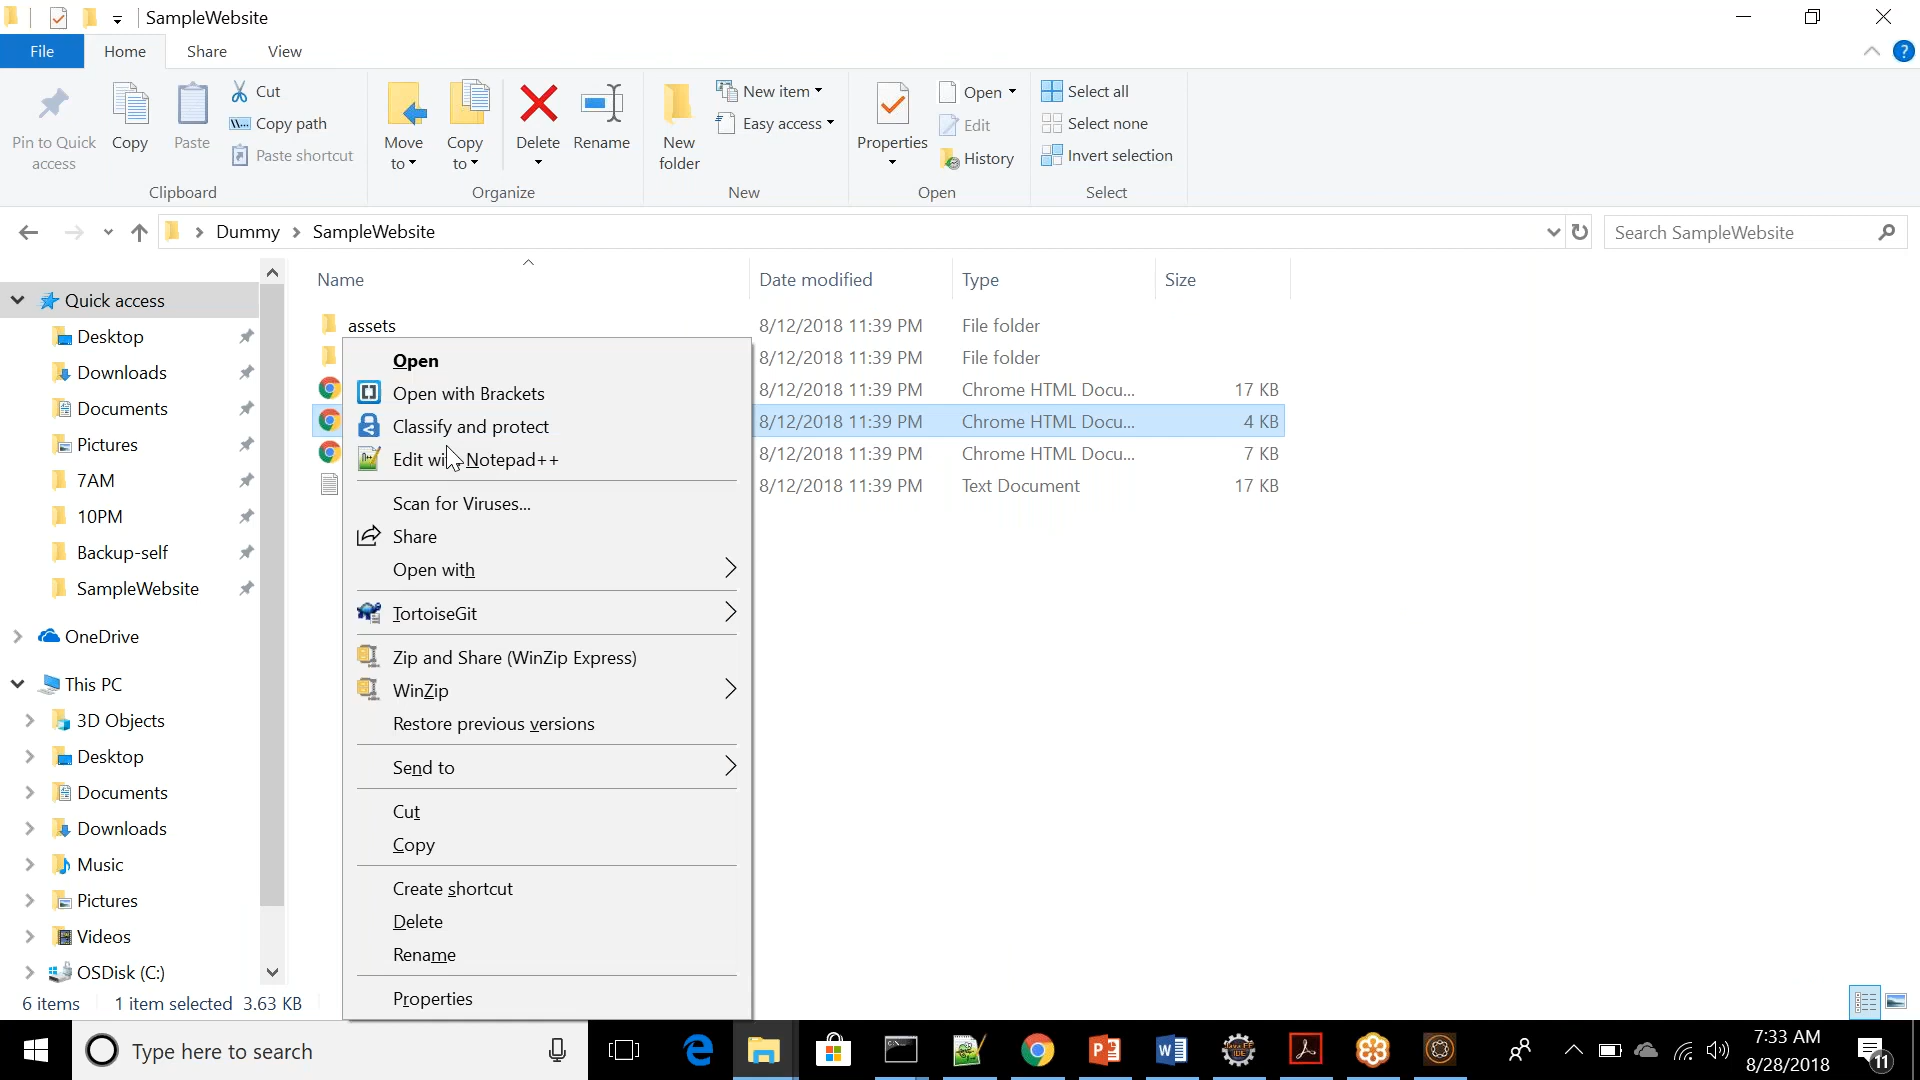 SampleWebsite
File Home Share View
Pin to Quick access
Copy
Paste
Cut
Copy path
Paste shortcut
Clipboard
Move to
Copy to
Delete
Rename
Organize
New folder
New item
Easy access
New
Properties
Open
Edit
History
Open
Select all
Select none
Invert selection
Select
Dummy SampleWebsite
Search SampleWebsite
Name Date modified Type Size
Quick access
Desktop
Downloads
Documents
Pictures
7AM
10PM
Backup-self
SampleWebsite
OneDrive
This PC
3D Objects
Desktop
Documents
Downloads
Music
Pictures
Videos
OSDisk (C:)
assets 8/12/2018 11:39 PM File folder
8/12/2018 11:39 PM File folder
8/12/2018 11:39 PM Chrome HTML Docu... 17 KB
8/12/2018 11:39 PM Chrome HTML Docu... 4 KB
8/12/2018 11:39 PM Chrome HTML Docu... 7 KB
8/12/2018 11:39 PM Text Document 17 KB
Open
Open with Brackets
Classify and protect
Edit with Notepad++
Scan for Viruses...
Share
Open with
TortoiseGit
Zip and Share (WinZip Express)
WinZip
Restore previous versions
Send to
Cut
Copy
Create shortcut
Delete
Rename
Properties
6 items 1 item selected 3.63 KB
Type here to search
7:33 AM
8/28/2018
11